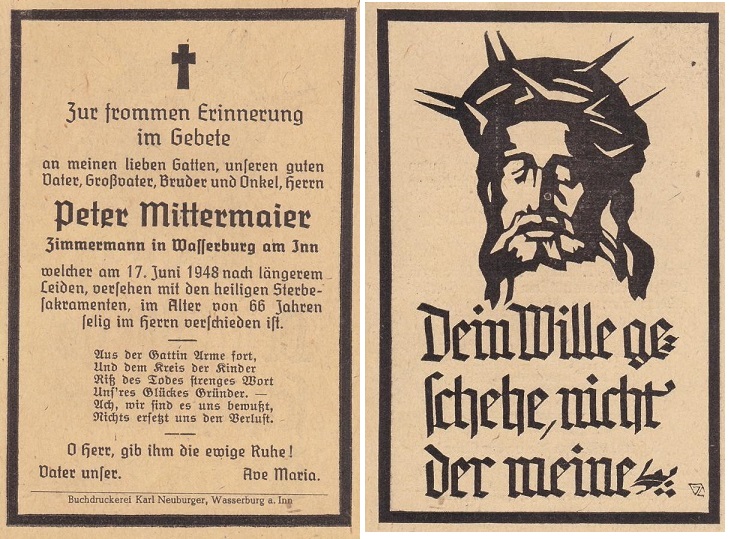 Zur frommen Erinnerung
im Gebete
an meinen lieben Gatten, unseren guten
Vater, Großvater, Bruder und Onkel, Herrn
Peter Mittermaier
Zimmermann in Wasserburg am Inn
welcher am 17. Juni 1948 nach längerem
Leiden, versehen mit den heiligen Sterbe-
sakramenten, im Alter von 66 Jahren
selig im Herrn verschieden ist.
Aus der Gattin Arme fort,
Und dem Kreis der Kinder
Riß des Todes strenges Wort
Uns'res Glückes Gründer. —
Ach, wir sind es uns bewußt,
Nichts ersetzt uns den Verlust.
O Herr, gib ihm die ewige Ruhe!
Vater unser. Ave Maria.
Buchdruckerei Karl Neuburger, Wasserburg a. Inn
Dein Wille ge-
schehe, nicht
der meine